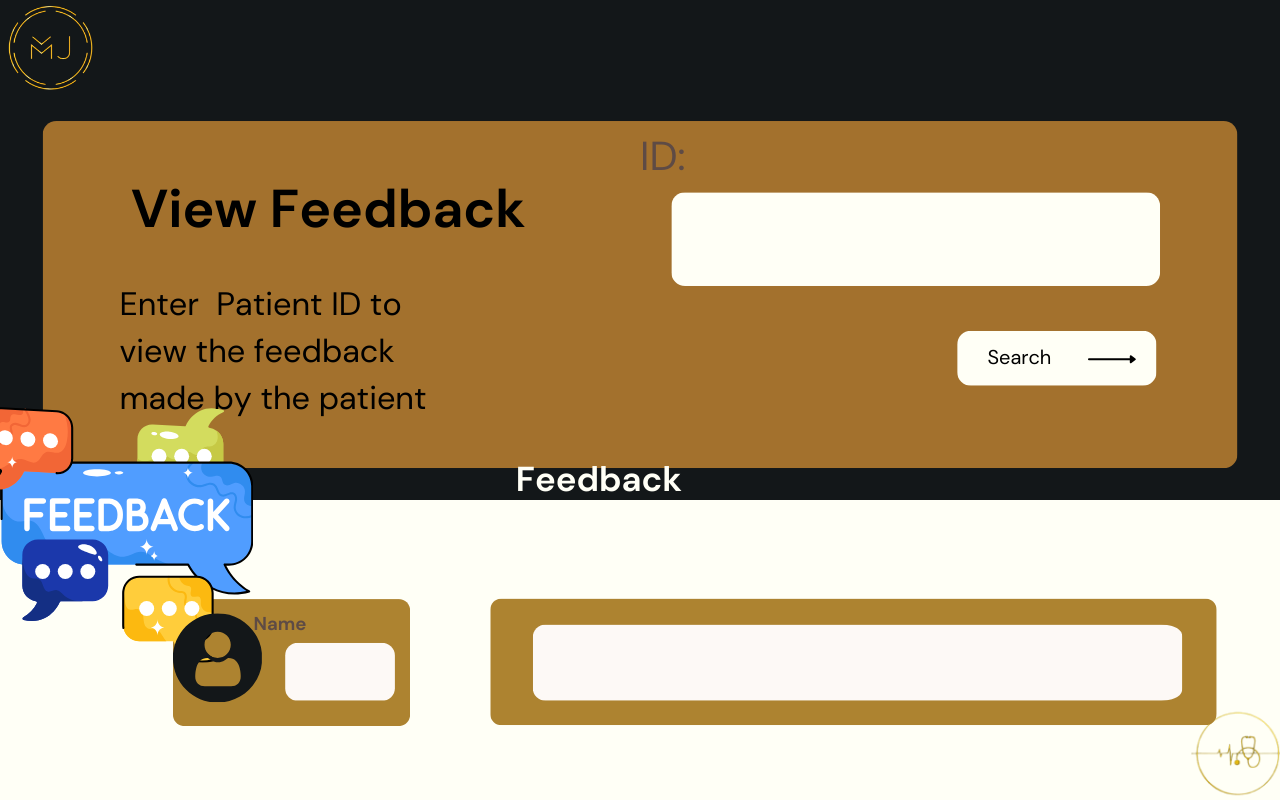 MJ
ID:
View Feedback
Enter  Patient ID to
view the feedback
made by the patient
Search
Feedback
FEEDBACK
Name